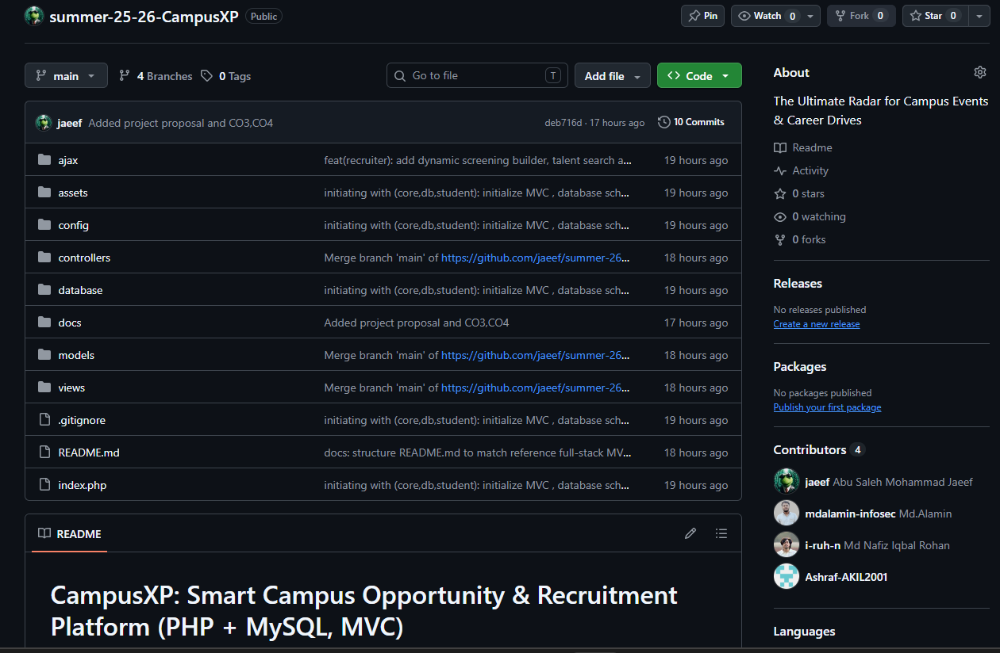 summer-25-26-CampusXP Public Pin Watch 0 Fork 0 Star 0
main 4 Branches 0 Tags Go to file T Add file Code
jaeef Added project proposal and CO3,CO4 deb716d · 17 hours ago 10 Commits
ajax feat(recruiter): add dynamic screening builder, talent search a... 19 hours ago
assets initiating with (core,db,student): initialize MVC , database sch... 19 hours ago
config initiating with (core,db,student): initialize MVC , database sch... 19 hours ago
controllers Merge branch 'main' of https://github.com/jaeef/summer-26... 18 hours ago
database initiating with (core,db,student): initialize MVC , database sch... 19 hours ago
docs Added project proposal and CO3,CO4 17 hours ago
models Merge branch 'main' of https://github.com/jaeef/summer-26... 18 hours ago
views Merge branch 'main' of https://github.com/jaeef/summer-26... 18 hours ago
.gitignore initiating with (core,db,student): initialize MVC , database sch... 19 hours ago
README.md docs: structure README.md to match reference full-stack MV... 18 hours ago
index.php initiating with (core,db,student): initialize MVC , database sch... 19 hours ago
README
CampusXP: Smart Campus Opportunity & Recruitment
Platform (PHP + MySQL, MVC)
About
The Ultimate Radar for Campus Events
& Career Drives
Readme
Activity
0 stars
0 watching
0 forks
Releases
No releases published
Create a new release
Packages
No packages published
Publish your first package
Contributors 4
jaeef Abu Saleh Mohammad Jaeef
mdalamin-infosec Md.Alamin
i-ruh-n Md Nafiz Iqbal Rohan
Ashraf-AKIL2001
Languages